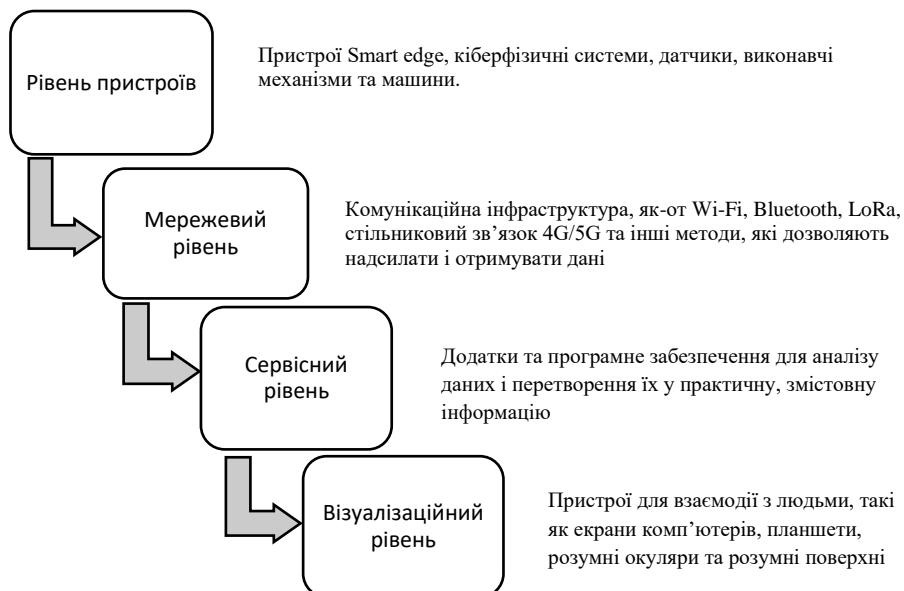 Рівень пристроїв
Пристрої Smart edge, кіберфізичні системи, датчики, виконавчі
механізми та машини.
Мережевий
рівень
Комунікаційна інфраструктура, як-от Wi-Fi, Bluetooth, LoRa,
стільниковий зв’язок 4G/5G та інші методи, які дозволяють
надсилати і отримувати дані
Сервісний
рівень
Додатки та програмне забезпечення для аналізу
даних і перетворення їх у практичну, змістовну
інформацію
Візуалізаційний
рівень
Пристрої для взаємодії з людьми, такі
як екрани комп’ютерів, планшети,
розумні окуляри та розумні поверхні